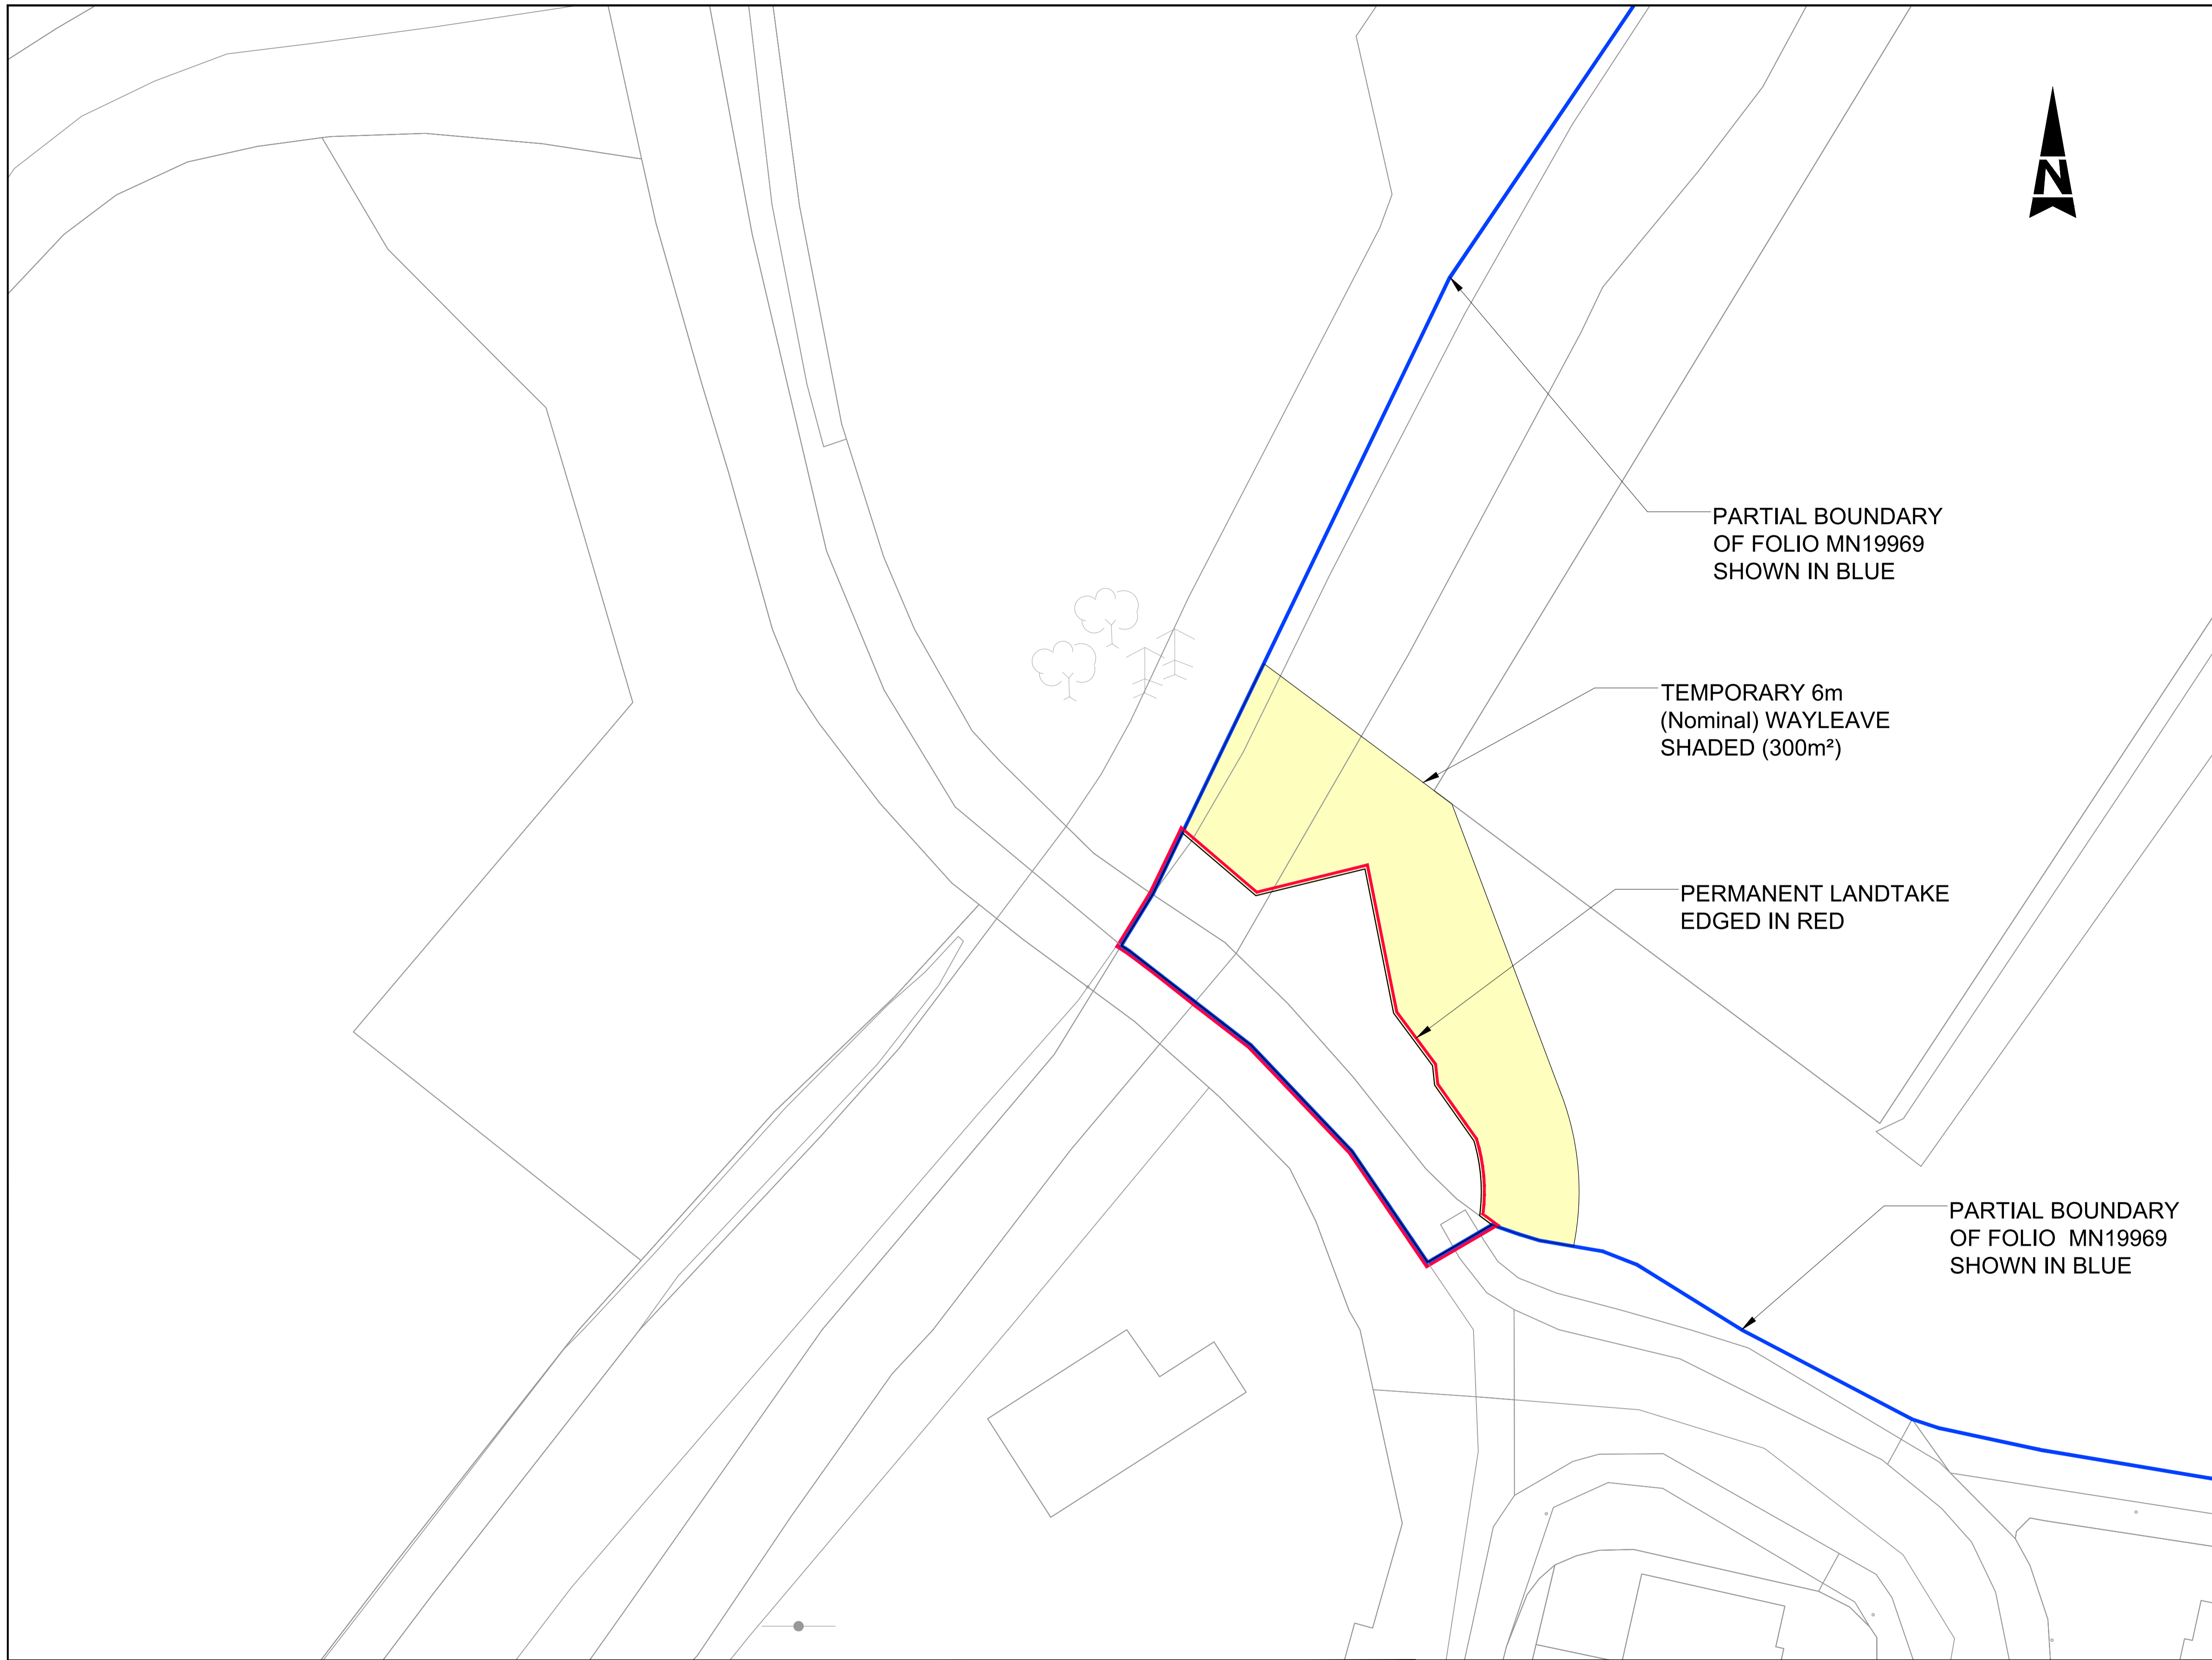 N
PARTIAL BOUNDARY
OF FOLIO MN19969
SHOWN IN BLUE
TEMPORARY 6m
(Nominal) WAYLEAVE
SHADED (300m²)
PERMANENT LANDTAKE
EDGED IN RED
PARTIAL BOUNDARY
OF FOLIO  MN19969
SHOWN IN BLUE